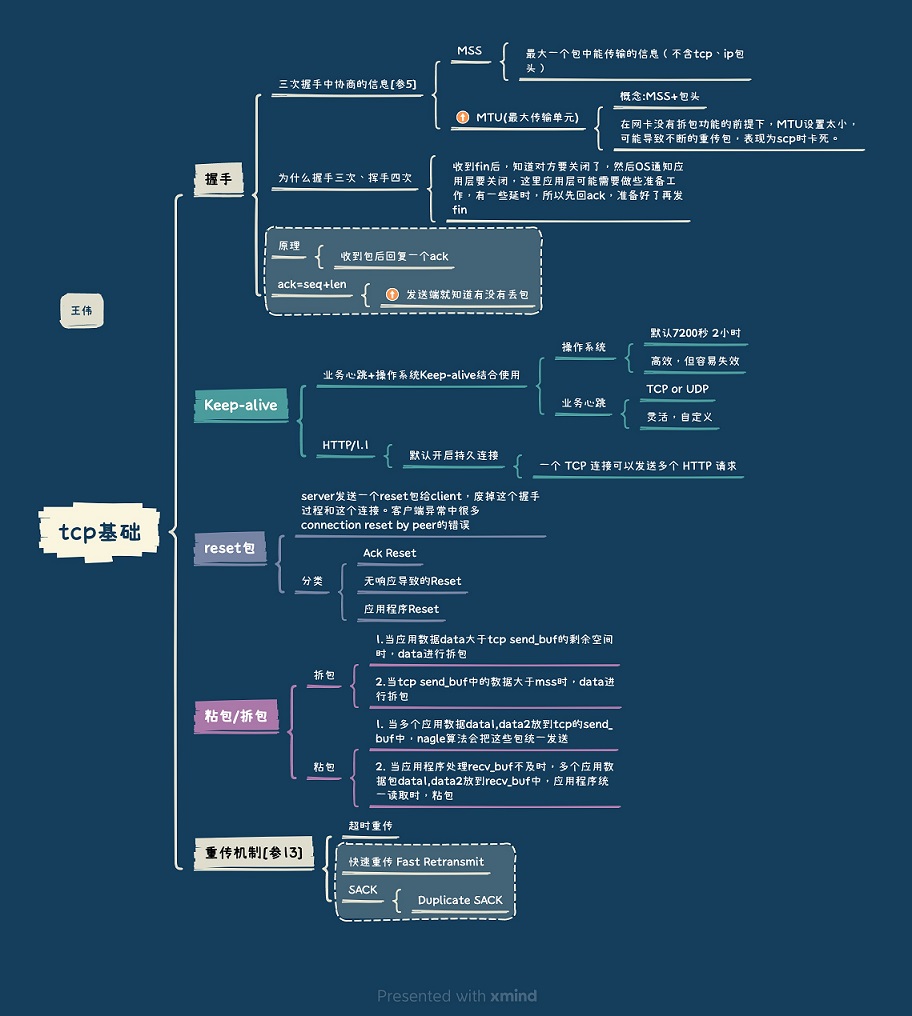 MSS
最大一个包中能传输的信息（不含tcp、ip包
头）
三次握手中协商的信息[参5]
概念:MSS+包头
MTU(最大传输单元)
在网卡没有拆包功能的前提下，MTU设置太小，
可能导致不断的重传包，表现为scp时卡死。
握手
为什么握手三次、挥手四次
收到fin后，知道对方要关闭了，然后OS通知应
用层要关闭，这里应用层可能需要做些准备工
作，有一些延时，所以先回ack，准备好了再发
fin
原理
收到包后回复一个ack
ack=seq+len
发送端就知道有没有丢包
王伟
默认7200秒 2小时
操作系统
高效，但容易失效
业务心跳+操作系统Keep-alive结合使用
TCP or UDP
业务心跳
灵活，自定义
Keep-alive
HTTP/1.1
默认开启持久连接
一个 TCP 连接可以发送多个 HTTP 请求
tcp基础
server发送一个reset包给client，废掉这个握手
过程和这个连接。客户端异常中很多
connection reset by peer的错误
reset包
Ack Reset
分类
无响应导致的Reset
应用程序Reset
1.当应用数据data大于tcp send_buf的剩余空间
时，data进行拆包
拆包
2.当tcp send_buf中的数据大于mss时，data进
行拆包
粘包/拆包
1. 当多个应用数据data1,data2放到tcp的send_
buf中，nagle算法会把这些包统一发送
粘包
2. 当应用程序处理recv_buf不及时，多个应用数
据包data1,data2放到recv_buf中，应用程序统
一读取时，粘包
超时重传
重传机制[参13]
快速重传 Fast Retransmit
SACK
Duplicate SACK
Presented with xmind